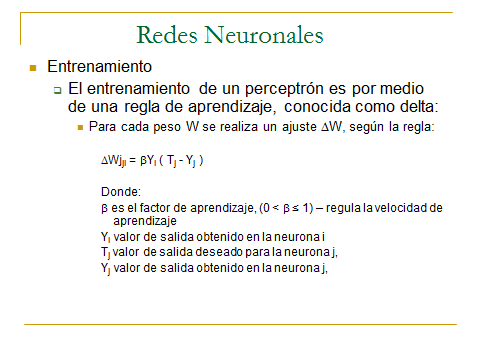 Redes Neuronales
Entrenamiento
El entrenamiento de un perceptrón es por medio
de una regla de aprendizaje, conocida como delta:
Para cada peso W se realiza un ajuste ΔW, según la regla:
ΔWjji = βYi ( Tj - Yj )
Donde:
β es el factor de aprendizaje, (0 < β ≤ 1) – regula la velocidad de
aprendizaje
Yi valor de salida obtenido en la neurona i
Tj valor de salida deseado para la neurona j,
Yj valor de salida obtenido en la neurona j,